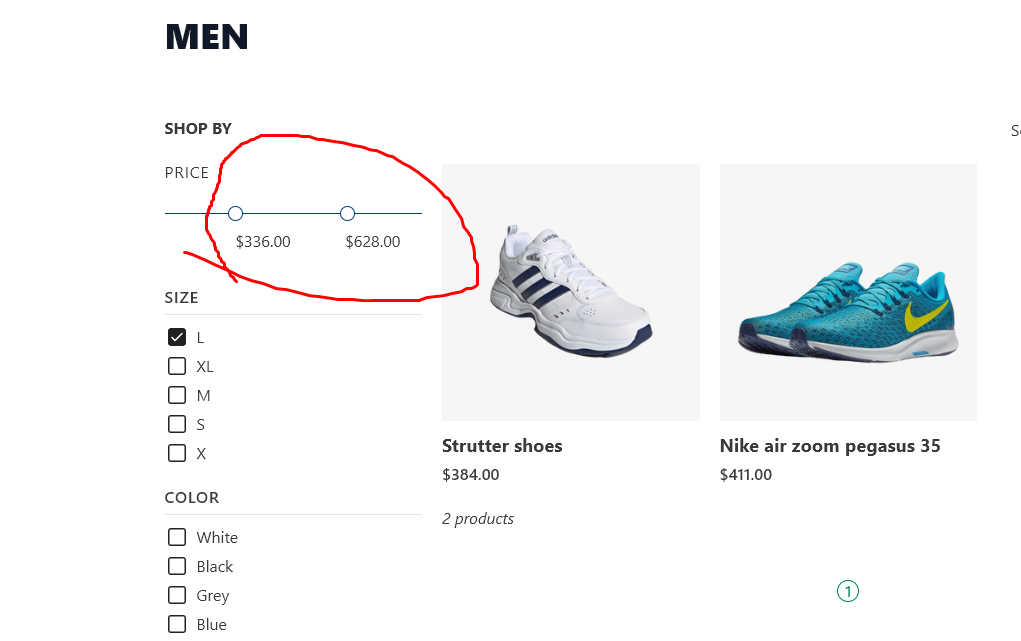 MEN
SHOP BY
PRICE
$336.00 $628.00
SIZE
L
XL
M
S
X
COLOR
White
Black
Grey
Blue
Strutter shoes
$384.00
Nike air zoom pegasus 35
$411.00
2 products
1